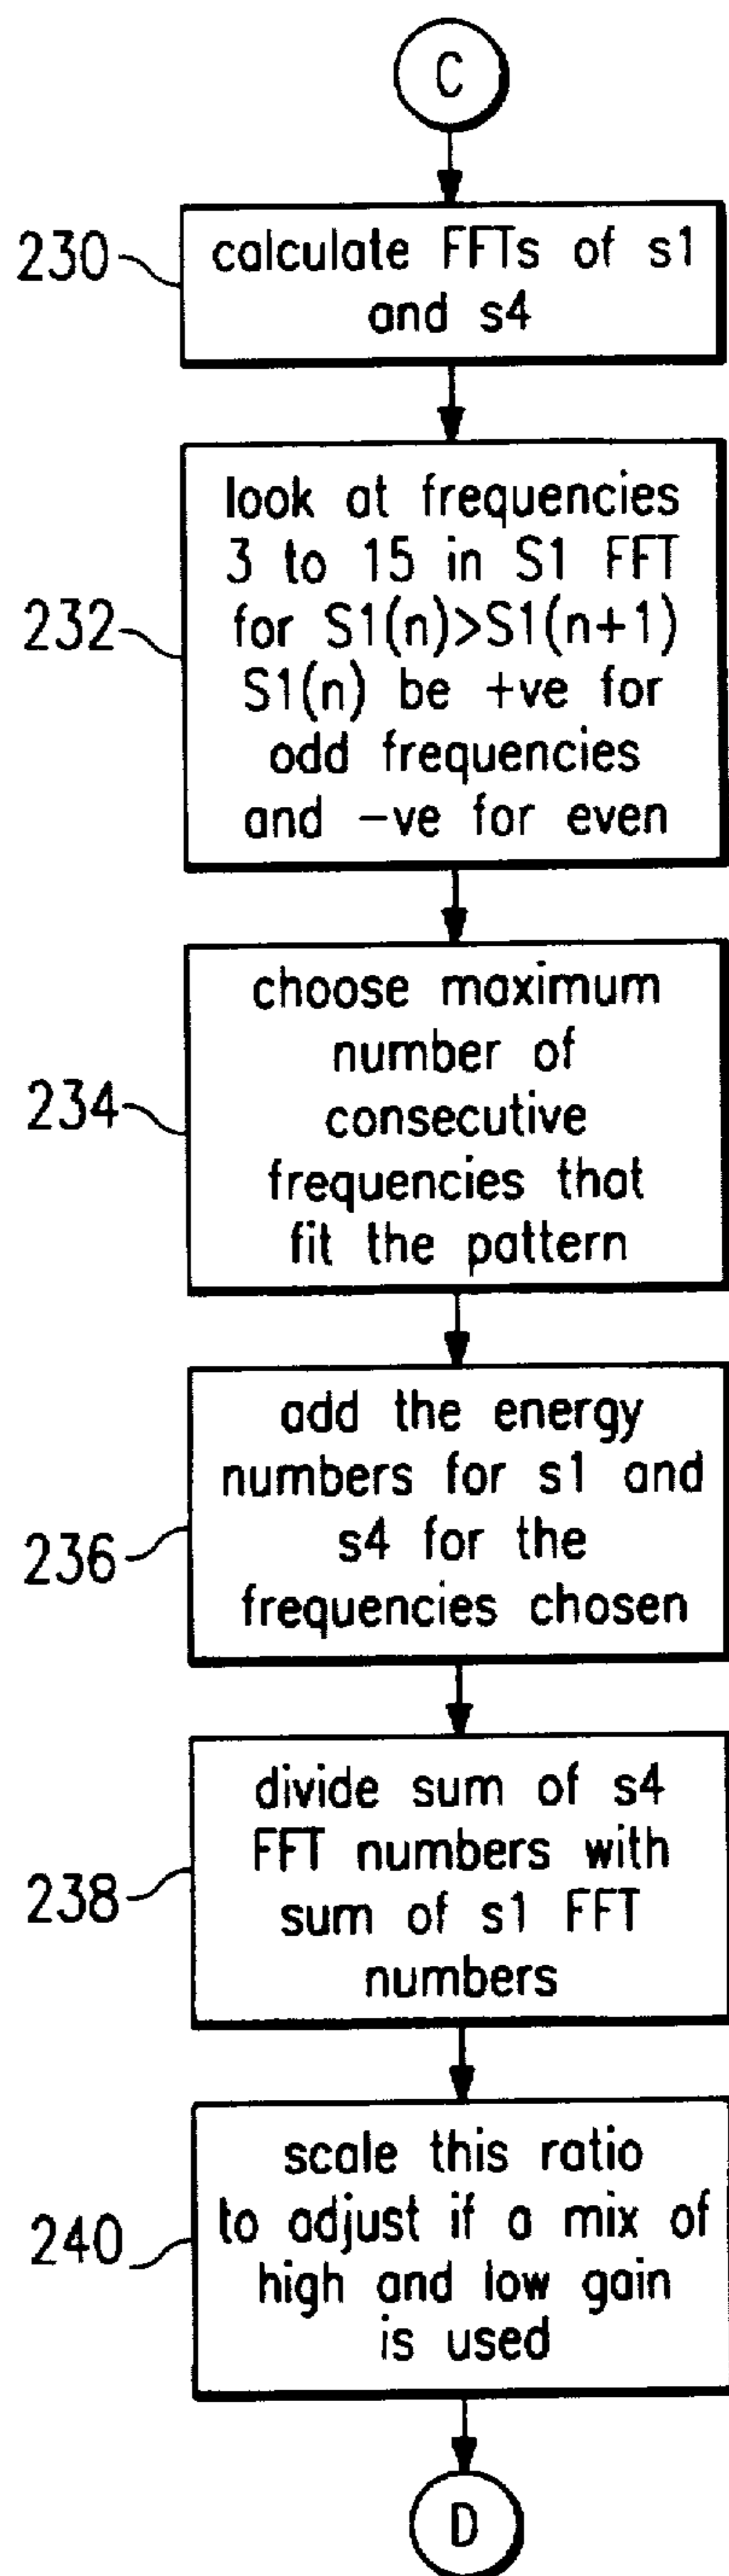 C
230
calculate FFTs of s1
and s4
232
look at frequencies
3 to 15 in S1 FFT
for S1(n)>S1(n+1)
S1(n) be +ve for
odd frequencies
and -ve for even
234
choose maximum
number of
consecutive
frequencies that
fit the pattern
236
add the energy
numbers for s1 and
s4 for the
frequencies chosen
238
divide sum of s4
FFT numbers with
sum of s1 FFT
numbers
240
scale this ratio
to adjust if a mix of
high and low gain
is used
D